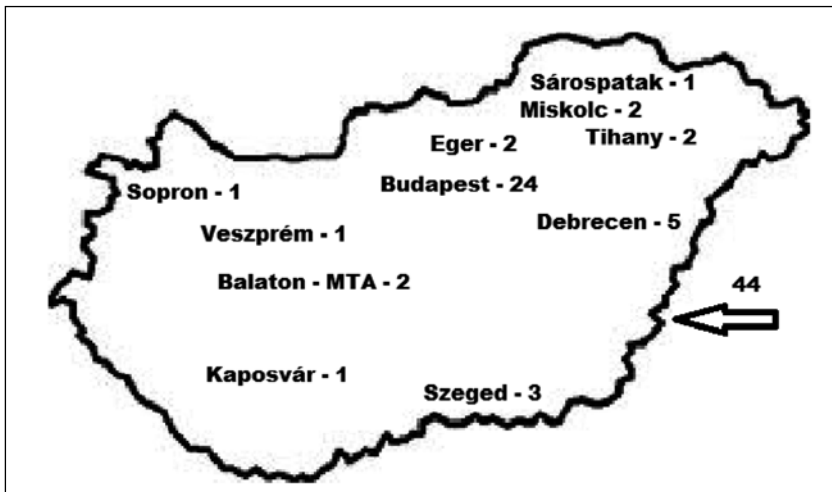 Sárospatak - 1
Miskolc - 2
Eger - 2
Tihany - 2
Budapest - 24
Sopron - 1
Debrecen - 5
Veszprém - 1
Balaton - MTA - 2
44
Kaposvár - 1
Szeged - 3